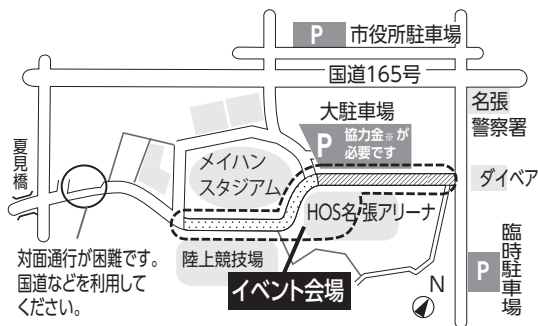 P 市役所駐車場
国道165号
大駐車場
P 協力金※が
必要です
名張
警察署
夏見橋
メイハン
スタジアム
ダイベア
HOS名張アリーナ
対面通行が困難です。
国道などを利用して
ください。
陸上競技場
イベント会場
N
P 臨時駐車場